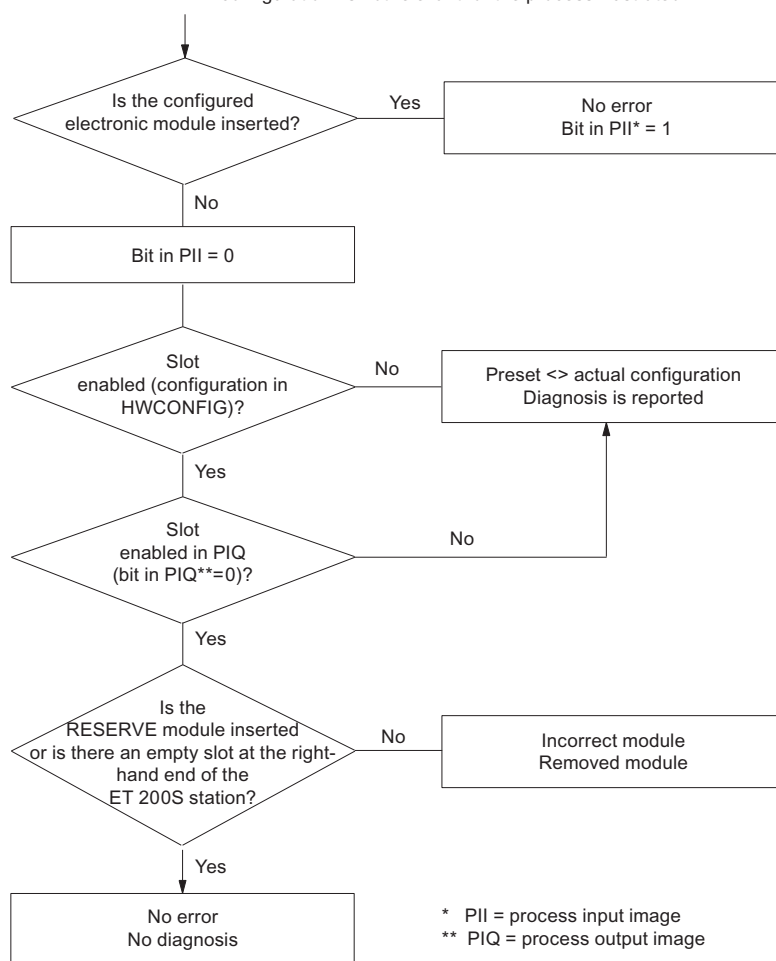 Is the configured
electronic module inserted?
Yes
No error
Bit in PII* = 1
No
Bit in PII = 0
Slot
enabled (configuration in
HWCONFIG)?
No
Preset <> actual configuration
Diagnosis is reported
Yes
Slot
enabled in PIQ
(bit in PIQ**=0)?
No
Yes
Is the
RESERVE module inserted
or is there an empty slot at the right-
hand end of the
ET 200S station?
No
Incorrect module
Removed module
Yes
No error
No diagnosis
* PII = process input image
** PIQ = process output image